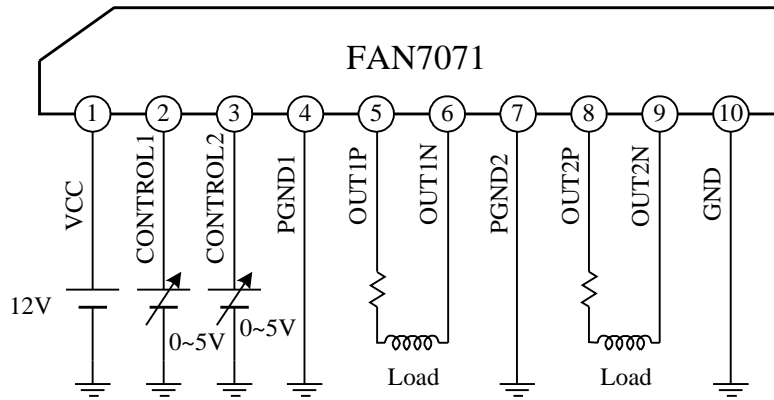 FAN7071
1 2 3 4 5 6 7 8 9 10
VCC
CONTROL1
CONTROL2
PGND1
OUT1P
OUT1N
PGND2
OUT2P
OUT2N
GND
12V
0~5V
0~5V
Load
Load